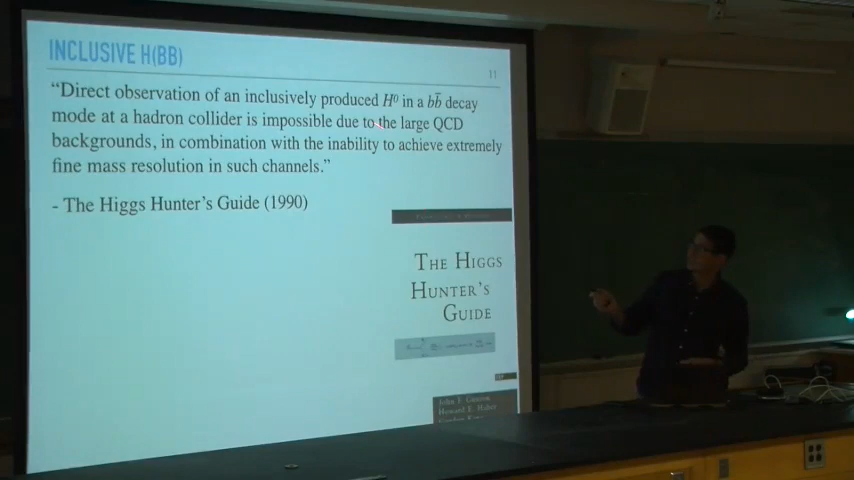 INCLUSIVE H(BB)
11
“Direct observation of an inclusively produced H⁰ in a bb̄ decay
mode at a hadron collider is impossible due to the large QCD
backgrounds, in combination with the inability to achieve extremely
fine mass resolution in such channels.”
- The Higgs Hunter’s Guide (1990)
THE HIGGS
HUNTER’S
GUIDE
John F. Gunion
Howard E. Haber